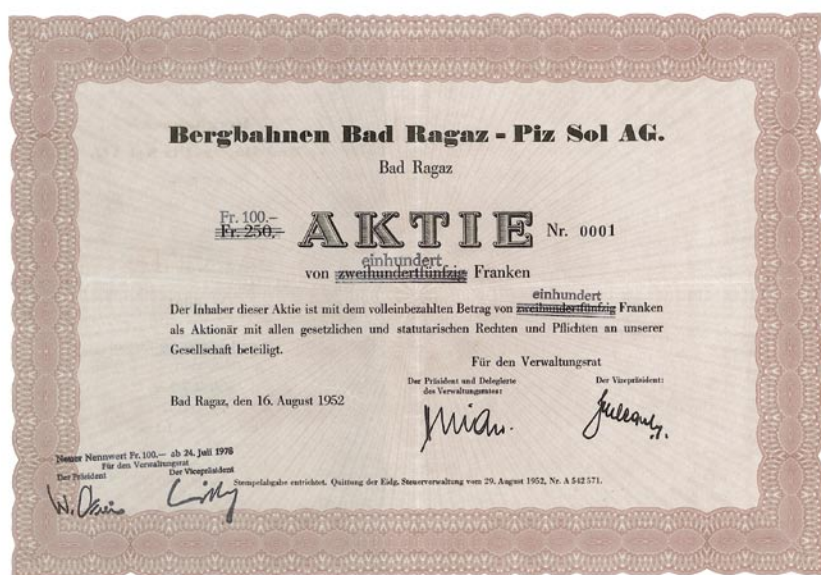 Bergbahnen Bad Ragaz - Piz Sol AG.
Bad Ragaz
Fr. 100.–
Fr. 250.–
AKTIE Nr. 0001
einhundert
von zweihundertfünfzig Franken
einhundert
Der Inhaber dieser Aktie ist mit dem volleinbezahlten Betrag von zweihundertfünfzig Franken
als Aktionär mit allen gesetzlichen und statutarischen Rechten und Pflichten an unserer
Gesellschaft beteiligt.
Für den Verwaltungsrat
Der Präsident und Delegierte
des Verwaltungsrates:
Der Vizepräsident:
Bad Ragaz, den 16. August 1952
Neuer Nennwert Fr. 100.— ab 24. Juli 1978
Für den Verwaltungsrat
Der Präsident Der Vicepräsident
Stempelabgabe entrichtet. Quittung der Eidg. Steuerverwaltung vom 29. August 1952, Nr. A 542 571.